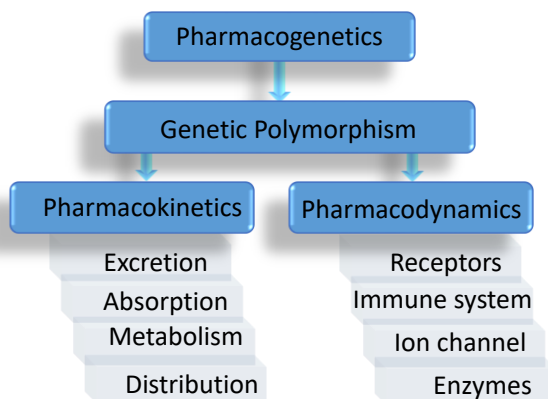 Pharmacogenetics
Genetic Polymorphism
Pharmacokinetics
Excretion
Absorption
Metabolism
Distribution
Pharmacodynamics
Receptors
Immune system
Ion channel
Enzymes